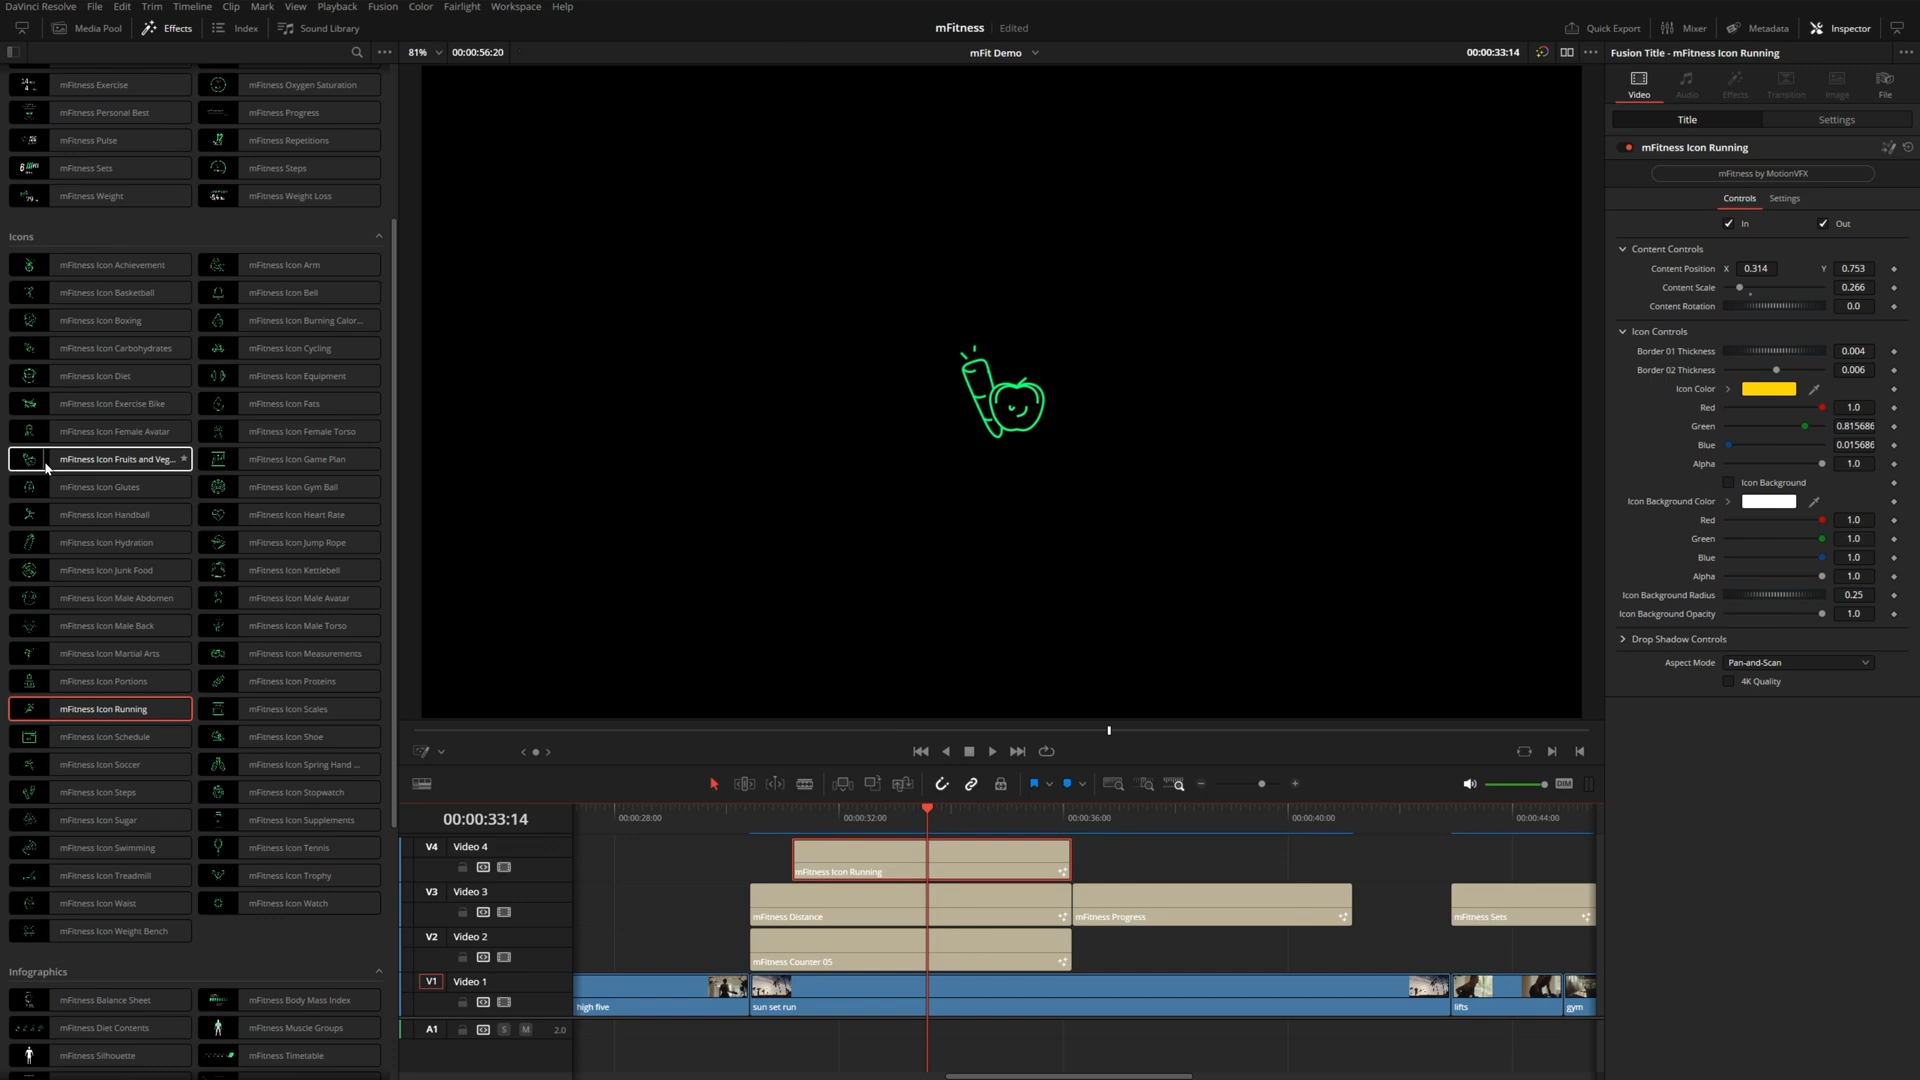 DaVinci Resolve File Edit Trim Timeline Clip Mark View Playback Fusion Color Fairlight Workspace Help
Media Pool Effects Index Sound Library
mFitness Edited
Quick Export Mixer Metadata Inspector
81% 00:00:56:20
mFit Demo
00:00:33:14
Fusion Title - mFitness Icon Running
mFitness Exercise mFitness Oxygen Saturation
mFitness Personal Best mFitness Progress
mFitness Pulse mFitness Repetitions
mFitness Sets mFitness Steps
mFitness Weight mFitness Weight Loss
Icons
mFitness Icon Achievement mFitness Icon Arm
mFitness Icon Basketball mFitness Icon Bell
mFitness Icon Boxing mFitness Icon Burning Calor...
mFitness Icon Carbohydrates mFitness Icon Cycling
mFitness Icon Diet mFitness Icon Equipment
mFitness Icon Exercise Bike mFitness Icon Fats
mFitness Icon Female Avatar mFitness Icon Female Torso
mFitness Icon Fruits and Veg... mFitness Icon Game Plan
mFitness Icon Glutes mFitness Icon Gym Ball
mFitness Icon Handball mFitness Icon Heart Rate
mFitness Icon Hydration mFitness Icon Jump Rope
mFitness Icon Junk Food mFitness Icon Kettlebell
mFitness Icon Male Abdomen mFitness Icon Male Avatar
mFitness Icon Male Back mFitness Icon Male Torso
mFitness Icon Martial Arts mFitness Icon Measurements
mFitness Icon Portions mFitness Icon Proteins
mFitness Icon Running mFitness Icon Scales
mFitness Icon Schedule mFitness Icon Shoe
mFitness Icon Soccer mFitness Icon Spring Hand ...
mFitness Icon Steps mFitness Icon Stopwatch
mFitness Icon Sugar mFitness Icon Supplements
mFitness Icon Swimming mFitness Icon Tennis
mFitness Icon Treadmill mFitness Icon Trophy
mFitness Icon Waist mFitness Icon Watch
mFitness Icon Weight Bench
Infographics
mFitness Balance Sheet mFitness Body Mass Index
mFitness Diet Contents mFitness Muscle Groups
mFitness Silhouette mFitness Timetable
Video Audio Effects Transition Image File
Title Settings
mFitness Icon Running
mFitness by MotionVFX
Controls Settings
In Out
Content Controls
Content Position X 0.314 Y 0.753
Content Scale 0.266
Content Rotation 0.0
Icon Controls
Border 01 Thickness 0.004
Border 02 Thickness 0.006
Icon Color
Red 1.0
Green 0.815686
Blue 0.015686
Alpha 1.0
Icon Background
Icon Background Color
Red 1.0
Green 1.0
Blue 1.0
Alpha 1.0
Icon Background Radius 0.25
Icon Background Opacity 1.0
Drop Shadow Controls
Aspect Mode Pan-and-Scan
4K Quality
DIM
00:00:33:14
00:00:28:00 00:00:32:00 00:00:36:00 00:00:40:00 00:00:44:00
V4 Video 4
mFitness Icon Running
V3 Video 3
mFitness Distance mFitness Progress mFitness Sets
V2 Video 2
mFitness Counter 05
V1 Video 1
high five sun set run lifts gym
A1 S M 2.0